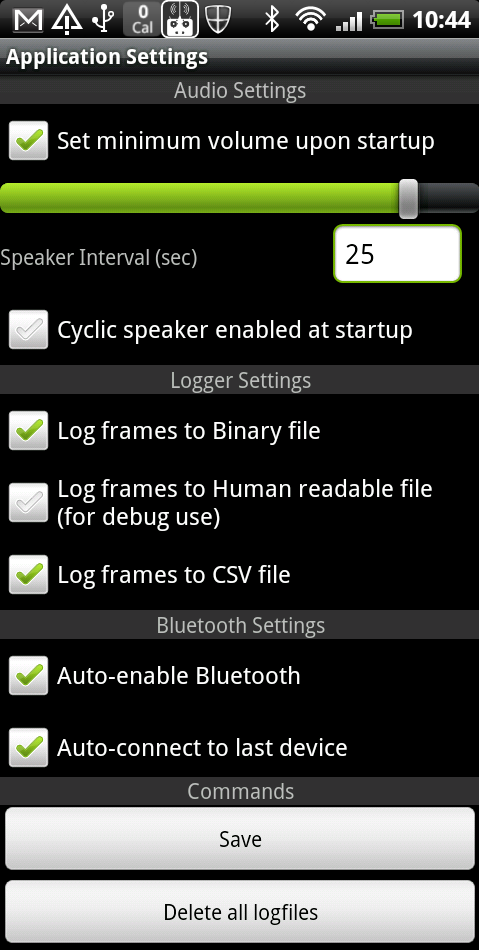 0
Cal
10:44
Application Settings
Audio Settings
Set minimum volume upon startup
Speaker Interval (sec)
25
Cyclic speaker enabled at startup
Logger Settings
Log frames to Binary file
Log frames to Human readable file
(for debug use)
Log frames to CSV file
Bluetooth Settings
Auto-enable Bluetooth
Auto-connect to last device
Commands
Save
Delete all logfiles